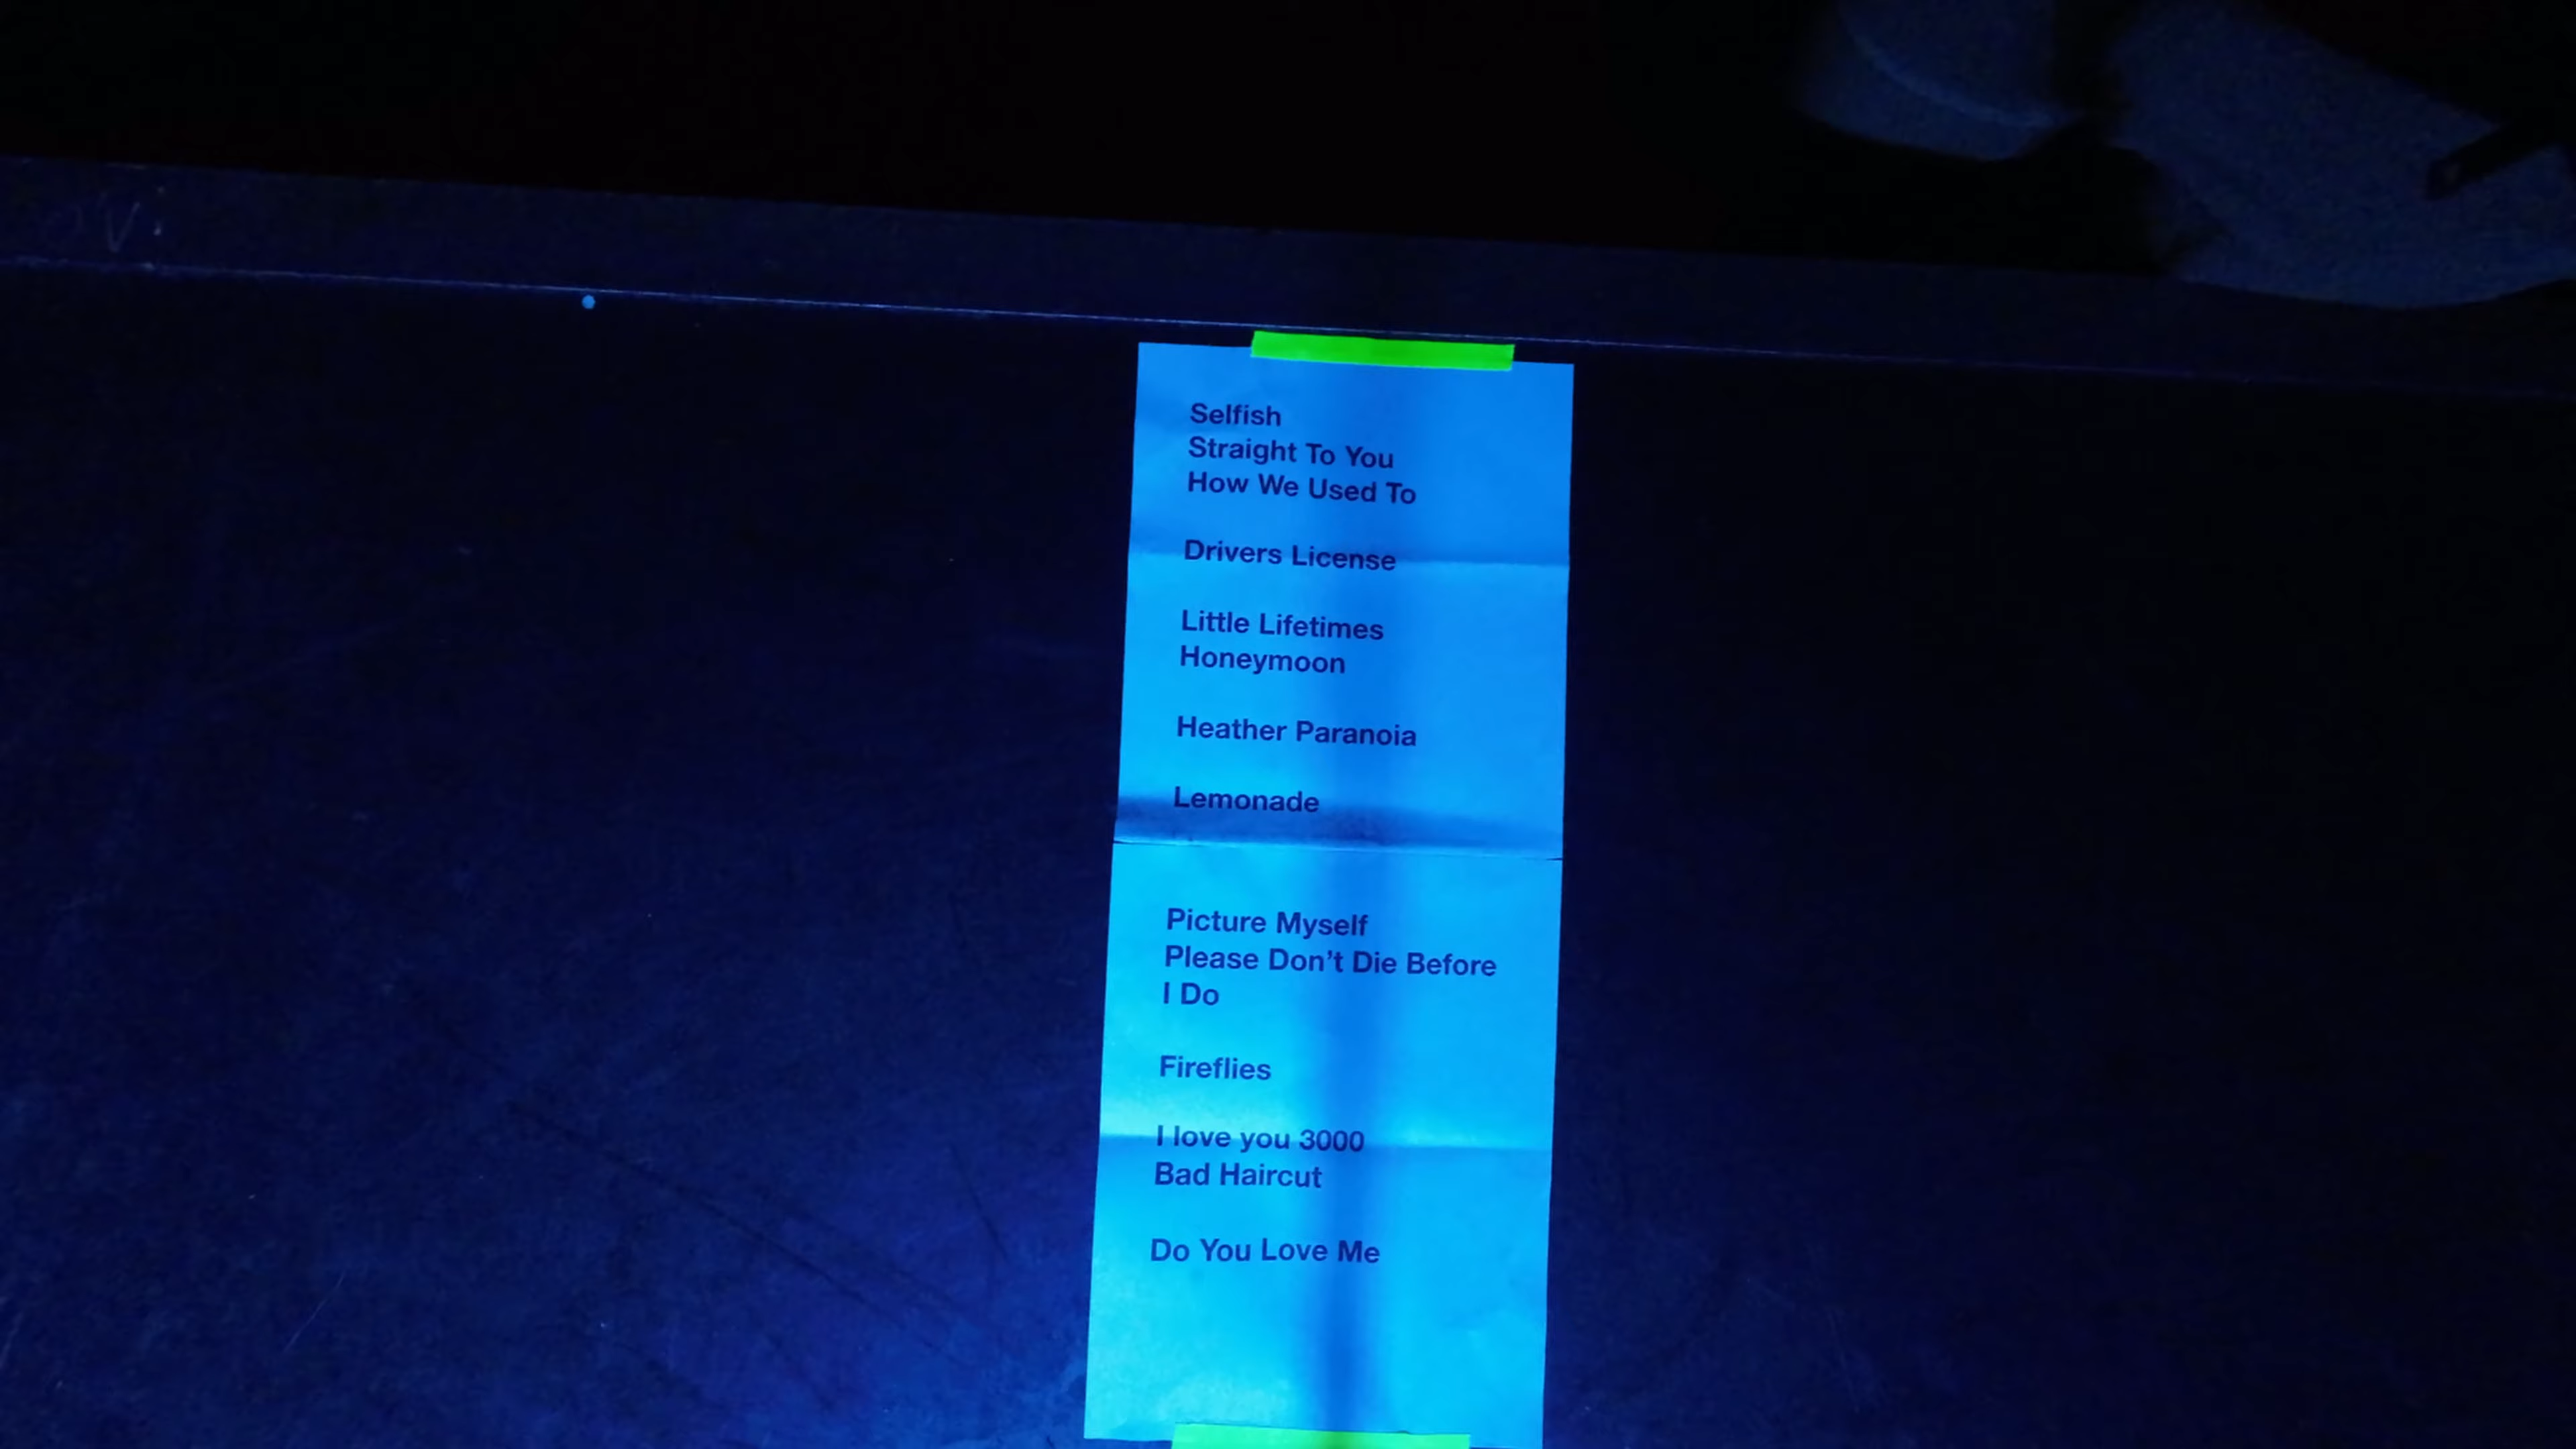 Selfish
Straight To You
How We Used To
Drivers License
Little Lifetimes
Honeymoon
Heather Paranoia
Lemonade
Picture Myself
Please Don't Die Before
I Do
Fireflies
I love you 3000
Bad Haircut
Do You Love Me